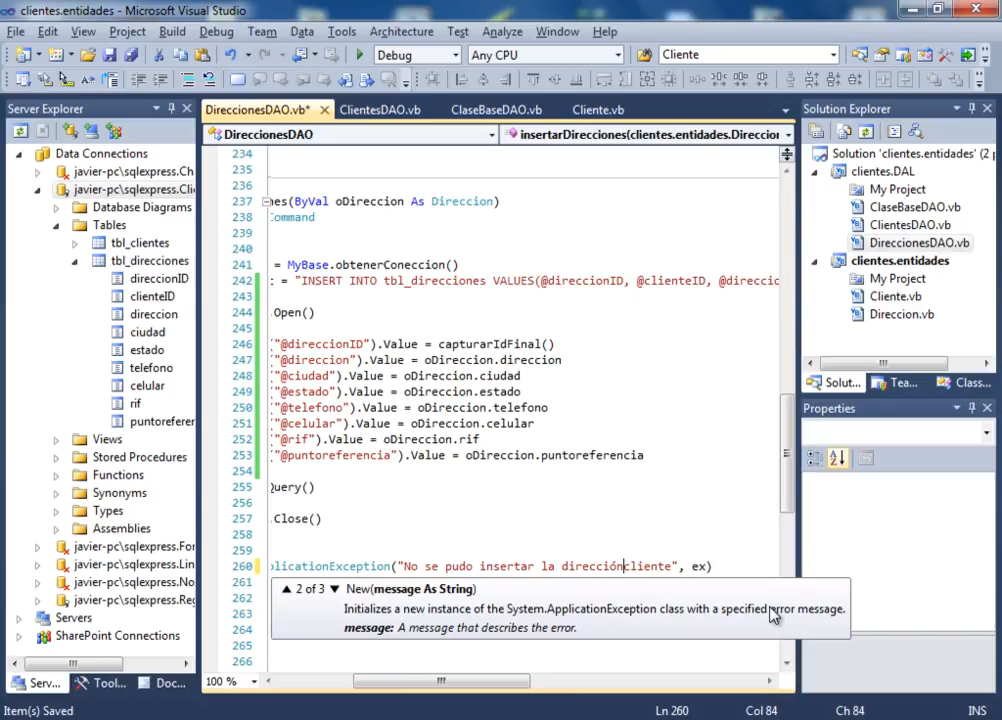 clientes.entidades - Microsoft Visual Studio
File Edit View Project Build Debug Team Data Tools Architecture Test Analyze Window Help
Debug Any CPU Cliente
Server Explorer
Data Connections
javier-pc\sqlexpress.Ch
javier-pc\sqlexpress.Cli
Database Diagrams
Tables
tbl_clientes
tbl_direcciones
direccionID
clienteID
direccion
ciudad
estado
telefono
celular
rif
puntoreferer
Views
Stored Procedures
Functions
Synonyms
Types
Assemblies
javier-pc\sqlexpress.For
javier-pc\sqlexpress.Lin
javier-pc\sqlexpress.No
javier-pc\sqlexpress.Reg
Servers
SharePoint Connections
Serv... Tool... Doc...
DireccionesDAO.vb* ClientesDAO.vb ClaseBaseDAO.vb Cliente.vb
DireccionesDAO insertarDirecciones(clientes.entidades.Direccion
234
235
236
237 nes(ByVal oDireccion As Direccion)
238 Command
239
240
241 = MyBase.obtenerConeccion()
242 : = "INSERT INTO tbl_direcciones VALUES(@direccionID, @clienteID, @direccio
243
244 .Open()
245
246 ("@direccionID").Value = capturarIdFinal()
247 ("@direccion").Value = oDireccion.direccion
248 ("@ciudad").Value = oDireccion.ciudad
249 ("@estado").Value = oDireccion.estado
250 ("@telefono").Value = oDireccion.telefono
251 ("@celular").Value = oDireccion.celular
252 ("@rif").Value = oDireccion.rif
253 ("@puntoreferencia").Value = oDireccion.puntoreferencia
254
255 Query()
256
257 .Close()
258
259
260 plicationException("No se pudo insertar la direccióncliente", ex)
261
262
263
264
265
266
2 of 3 New(message As String)
Initializes a new instance of the System.ApplicationException class with a specified error message.
message: A message that describes the error.
100 %
Solution Explorer
Solution 'clientes.entidades' (2 p
clientes.DAL
My Project
ClaseBaseDAO.vb
ClientesDAO.vb
DireccionesDAO.vb
clientes.entidades
My Project
Cliente.vb
Direccion.vb
Solut... Tea... Class...
Properties
Item(s) Saved Ln 260 Col 84 Ch 84 INS